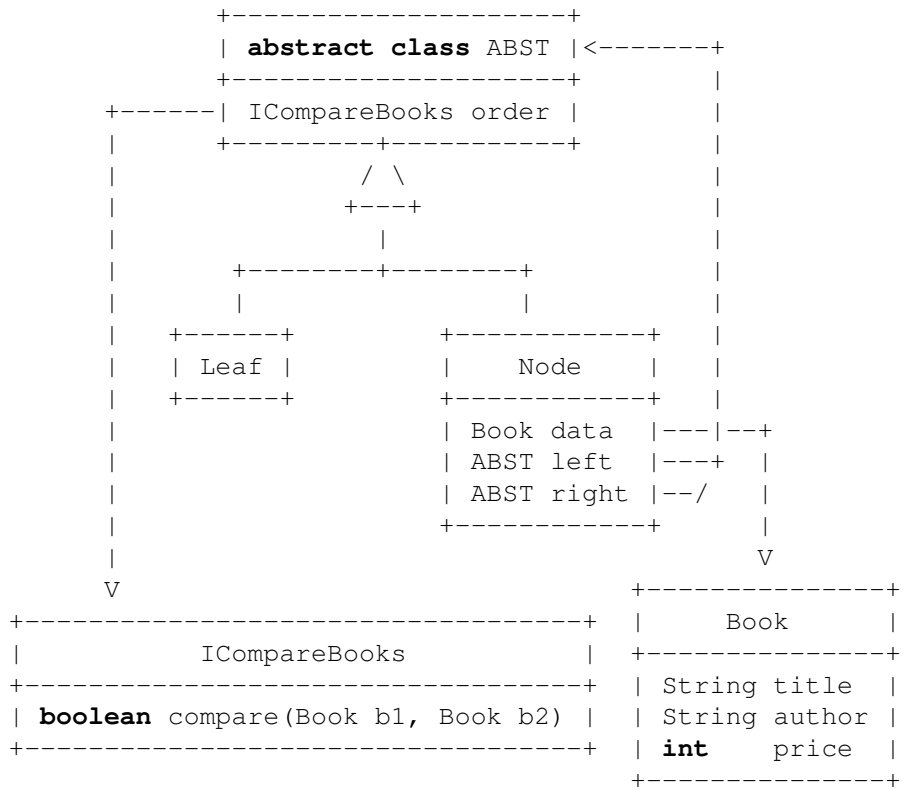 +---------------------+
                 | abstract class ABST |<-------+
                 +---------------------+        |
          +------| ICompareBooks order |        |
          |      +---------+-----------+        |
          |               / \                   |
          |              +---+                  |
          |                |                    |
          |       +--------+--------+           |
          |       |                 |           |
          |   +------+         +------------+   |
          |   | Leaf |         |    Node    |   |
          |   +------+         +------------+   |
          |                    | Book data  |---|--+
          |                    | ABST left  |---+  |
          |                    | ABST right |--/   |
          |                    +------------+      |
          |                                        V
          V                                +---------------+
+-----------------------------------+  |     Book      |
|           ICompareBooks           |  +---------------+
+-----------------------------------+  | String title  |
| boolean compare(Book b1, Book b2) |  | String author |
+-----------------------------------+  | int    price  |
                                       +---------------+